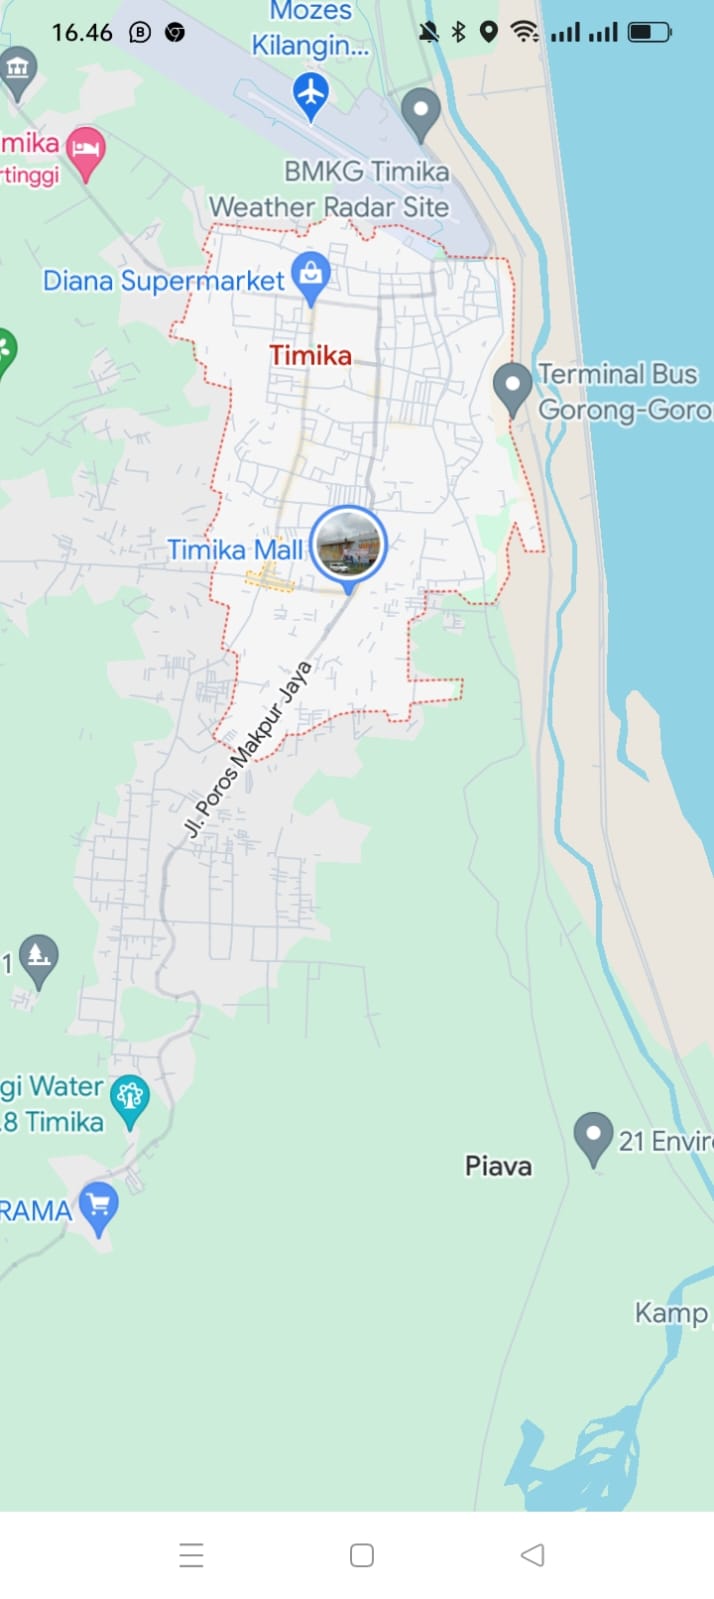 16.46
Mozes
Kilangin...
mika
rtinggi
BMKG Timika
Weather Radar Site
Diana Supermarket
Timika
Terminal Bus
Gorong-Goro
Timika Mall
Jl. Poros Makpur Jaya
1
gi Water
.8 Timika
21 Envir
Piava
RAMA
Kamp